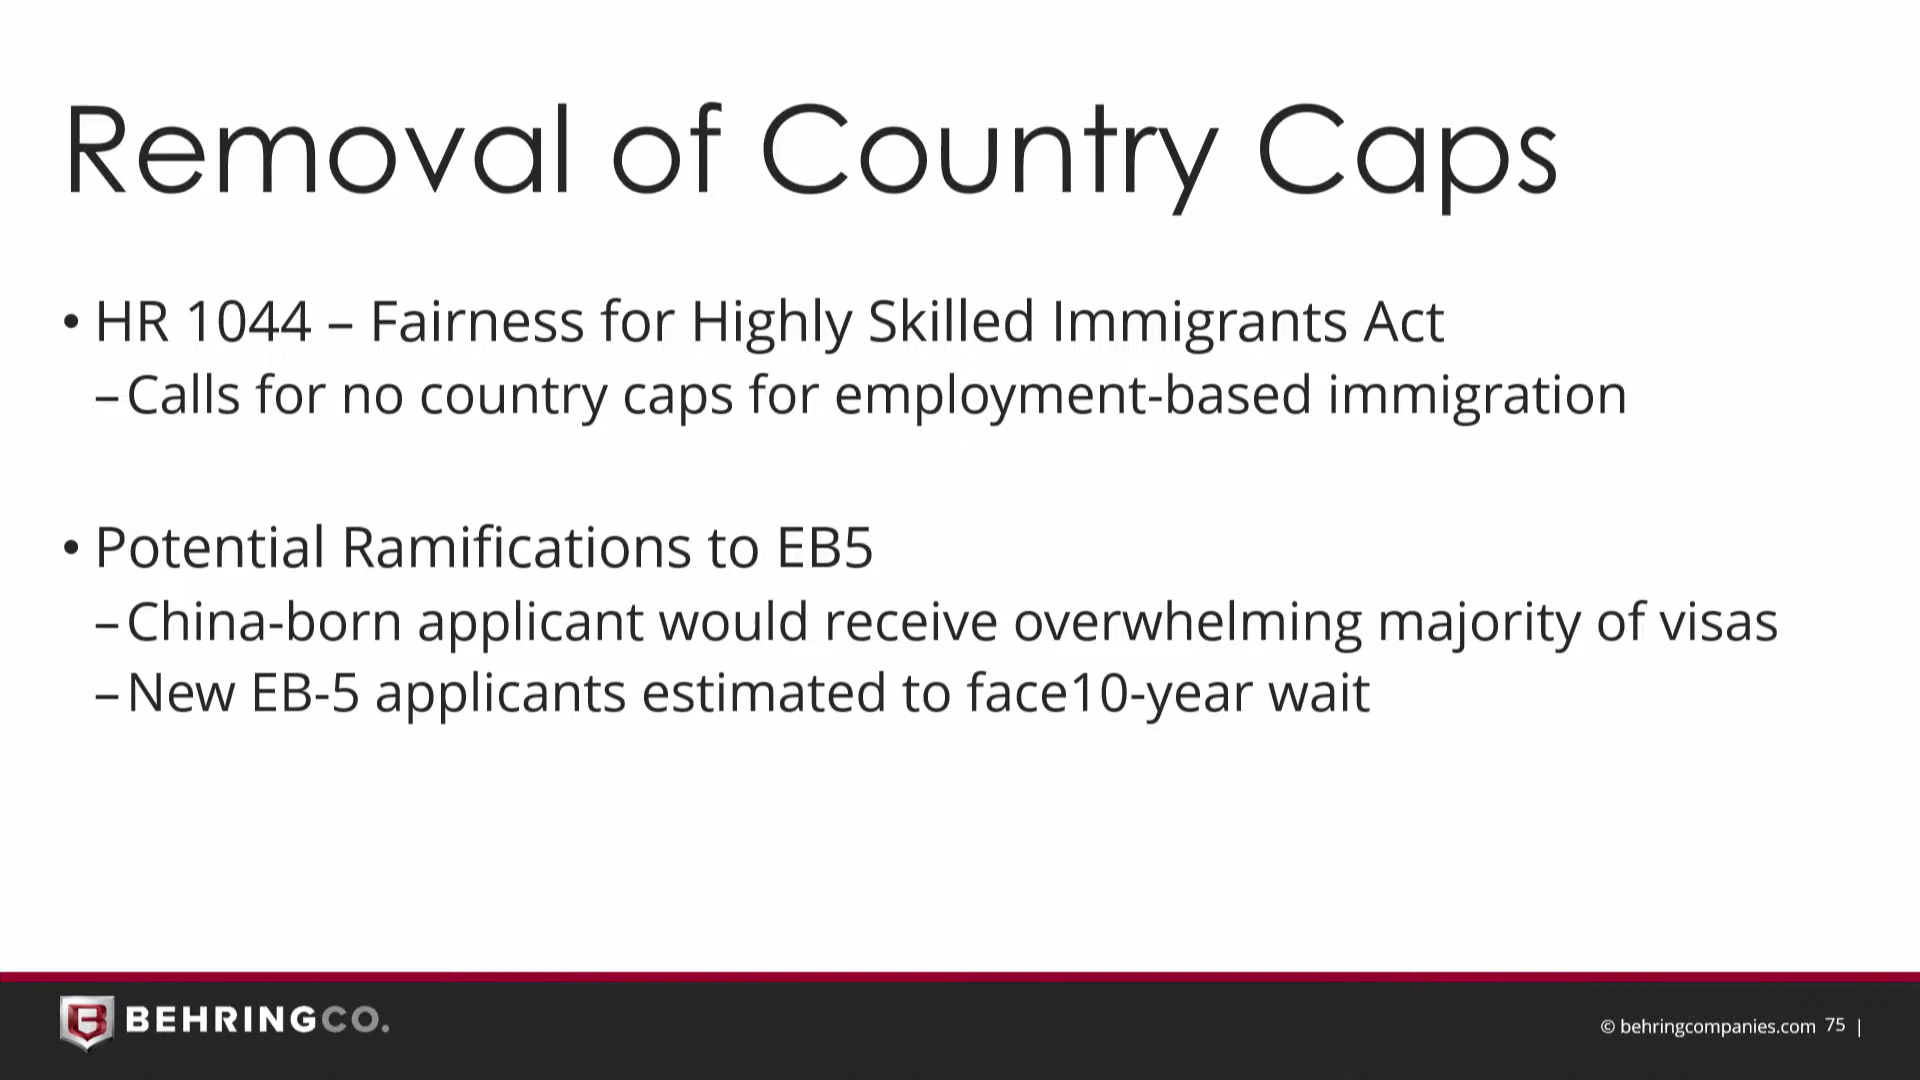 Removal of Country Caps
• HR 1044 – Fairness for Highly Skilled Immigrants Act
– Calls for no country caps for employment-based immigration
• Potential Ramifications to EB5
– China-born applicant would receive overwhelming majority of visas
– New EB-5 applicants estimated to face10-year wait
BEHRINGCO.
© behringcompanies.com 75 |